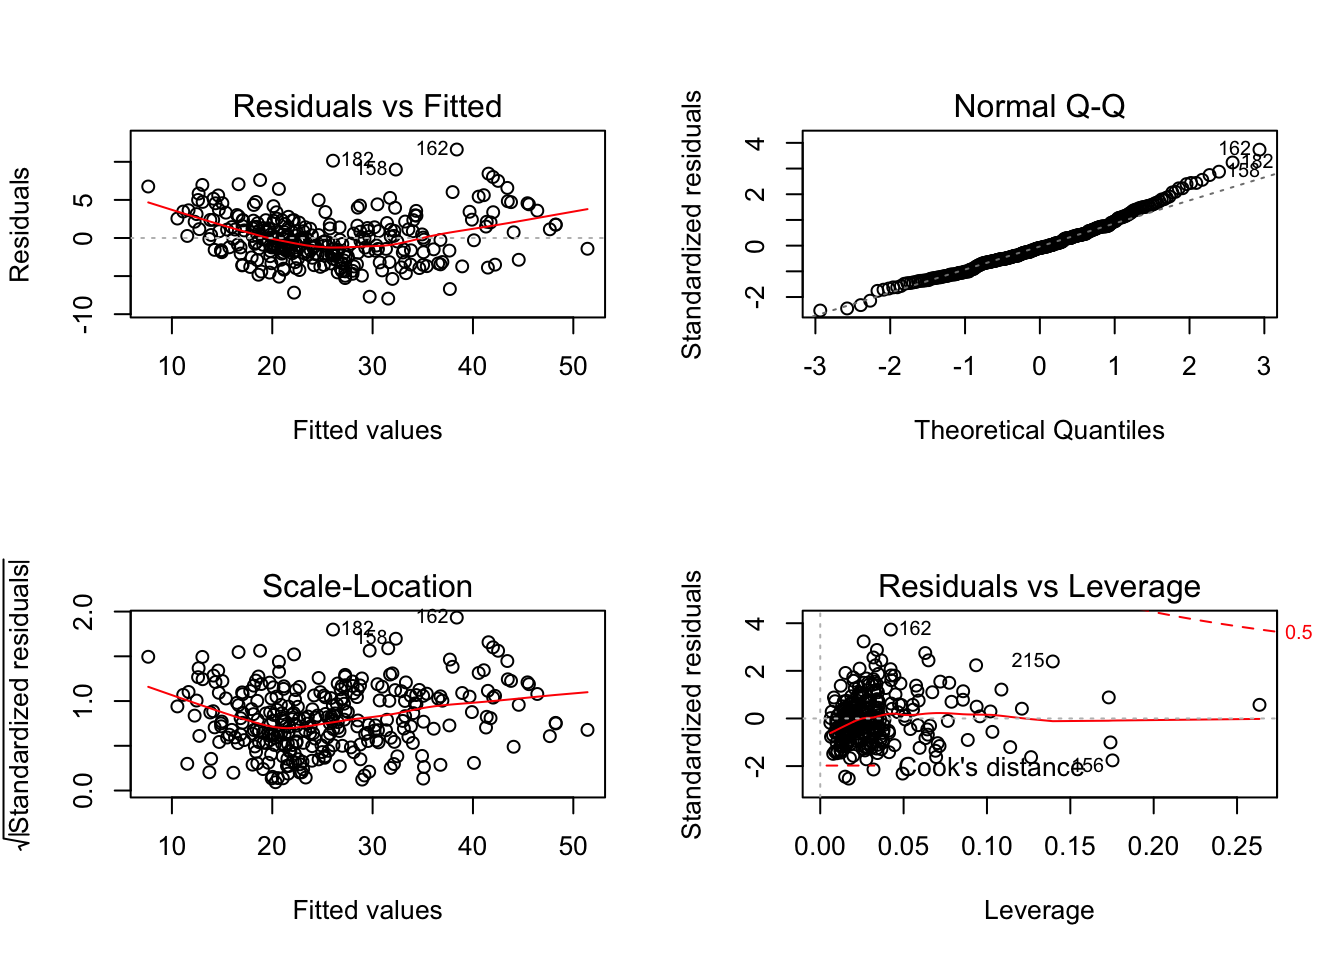 Residuals vs Fitted
Residuals
-10 0 5
162
182
158
10 20 30 40 50
Fitted values
Normal Q-Q
Standardized residuals
-2 0 2 4
162
182
158
-3 -2 -1 0 1 2 3
Theoretical Quantiles
Scale-Location
√|Standardized residuals|
0.0 1.0 2.0
162
182
158
10 20 30 40 50
Fitted values
Residuals vs Leverage
Standardized residuals
-2 0 2 4
162
215
0.5
Cook's distance
156
0.00 0.05 0.10 0.15 0.20 0.25
Leverage